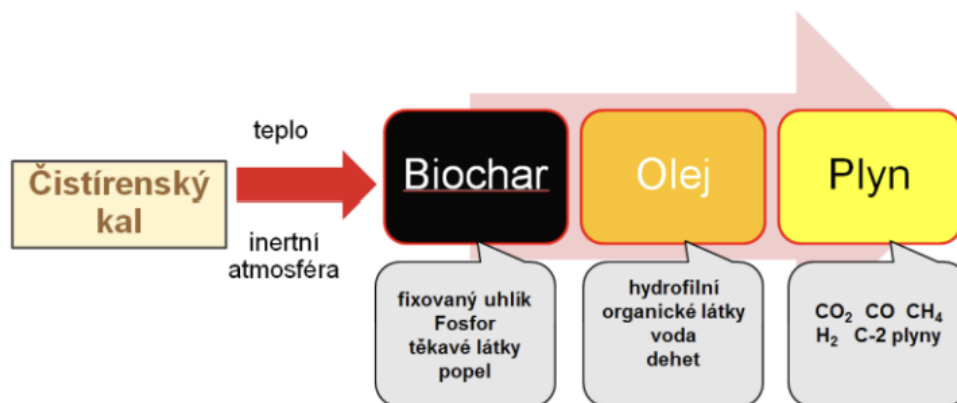 Čistírenský
kal
teplo
inertní
atmosféra
Biochar
Olej
Plyn
fixovaný uhlík
Fosfor
těkavé látky
popel
hydrofilní
organické látky
voda
dehet
CO₂ CO CH₄
H₂ C-2 plyny